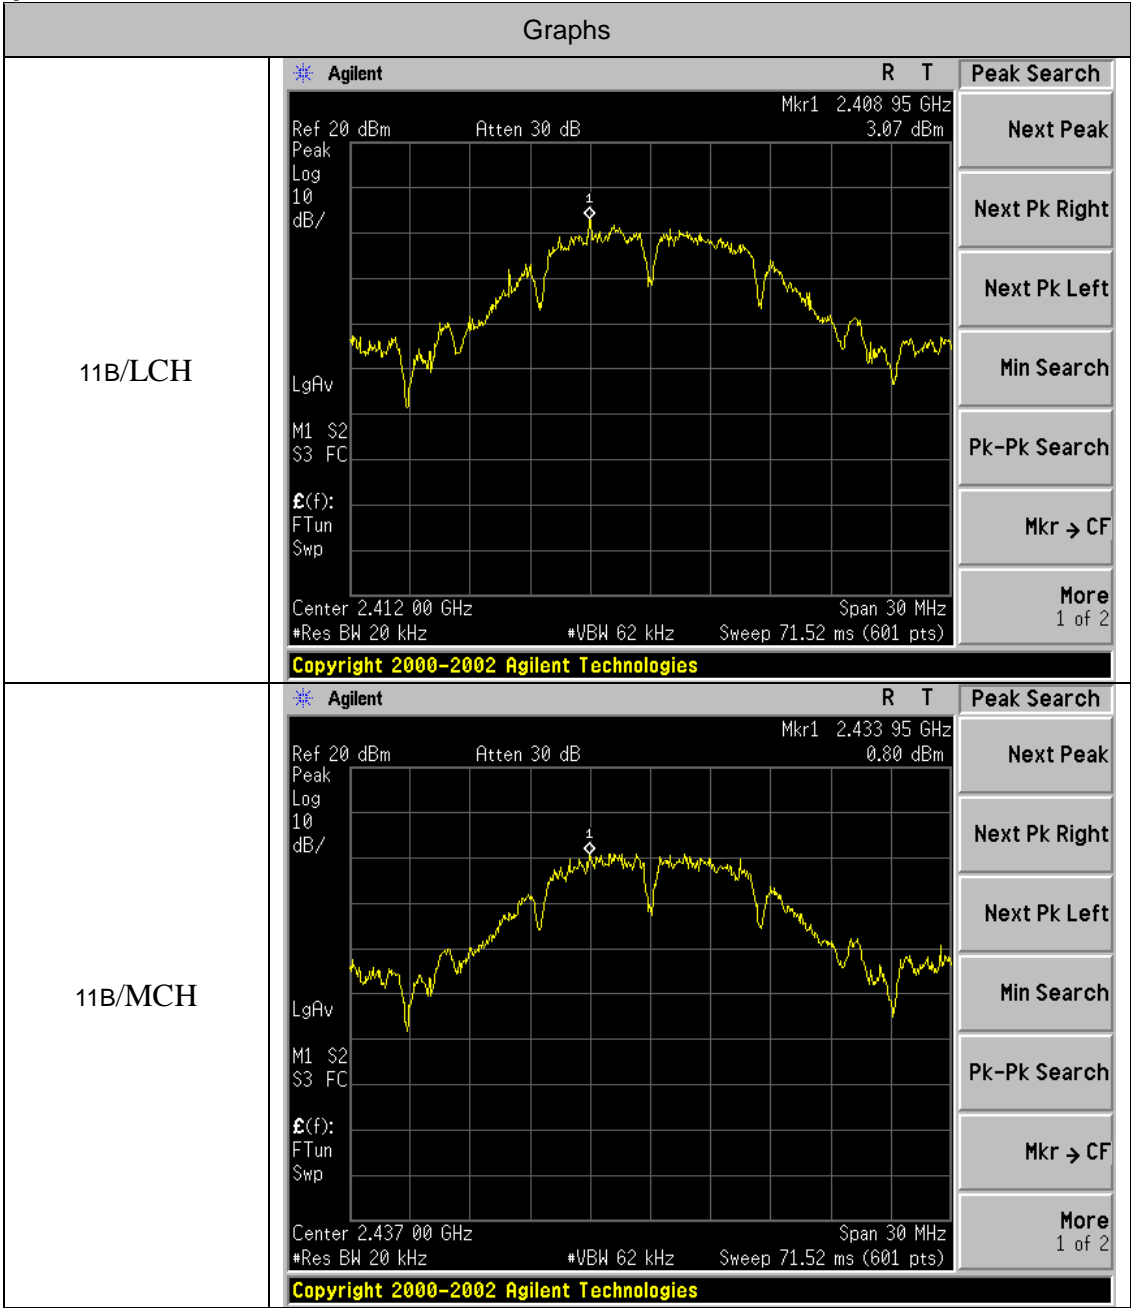 Graphs
11B/LCH
Agilent
R T
Peak Search
Mkr1 2.408 95 GHz
Ref 20 dBm Atten 30 dB 3.07 dBm
Peak
Log
10
dB/
1
LgAv
M1 S2
S3 FC
£(f):
FTun
Swp
Center 2.412 00 GHz Span 30 MHz
#Res BW 20 kHz #VBW 62 kHz Sweep 71.52 ms (601 pts)
Copyright 2000-2002 Agilent Technologies
Next Peak
Next Pk Right
Next Pk Left
Min Search
Pk-Pk Search
Mkr → CF
More
1 of 2
11B/MCH
Agilent
R T
Peak Search
Mkr1 2.433 95 GHz
Ref 20 dBm Atten 30 dB 0.80 dBm
Peak
Log
10
dB/
1
LgAv
M1 S2
S3 FC
£(f):
FTun
Swp
Center 2.437 00 GHz Span 30 MHz
#Res BW 20 kHz #VBW 62 kHz Sweep 71.52 ms (601 pts)
Copyright 2000-2002 Agilent Technologies
Next Peak
Next Pk Right
Next Pk Left
Min Search
Pk-Pk Search
Mkr → CF
More
1 of 2